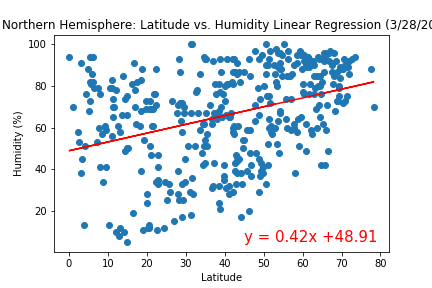 Northern Hemisphere: Latitude vs. Humidity Linear Regression (3/28/20
100
80
60
40
20
Humidity (%)
y = 0.42x +48.91
0 10 20 30 40 50 60 70 80
Latitude